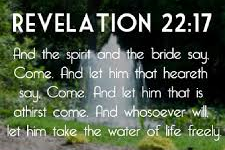 REVELATION 22:17
And the spirit and the bride say,
Come. And let him that heareth
say, Come. And let him that is
athirst come. And whosoever will,
let him take the water of life freely